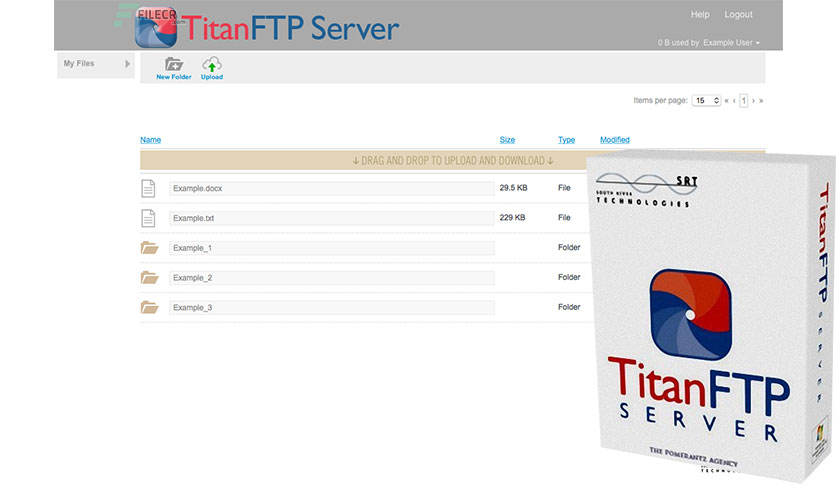 FILECR
.com
TitanFTP Server
Help Logout
0 B used by Example User
My Files
New Folder Upload
Items per page: 15 « ‹ 1 › »
Name Size Type Modified
↓ DRAG AND DROP TO UPLOAD AND DOWNLOAD ↓
Example.docx 29.5 KB File
Example.txt 229 KB File
Example_1 Folder
Example_2 Folder
Example_3 Folder
SRT
SOUTH RIVER
TECHNOLOGIES
TitanFTP
SERVER
THE POMERANTZ AGENCY
TitanFTP SERVER